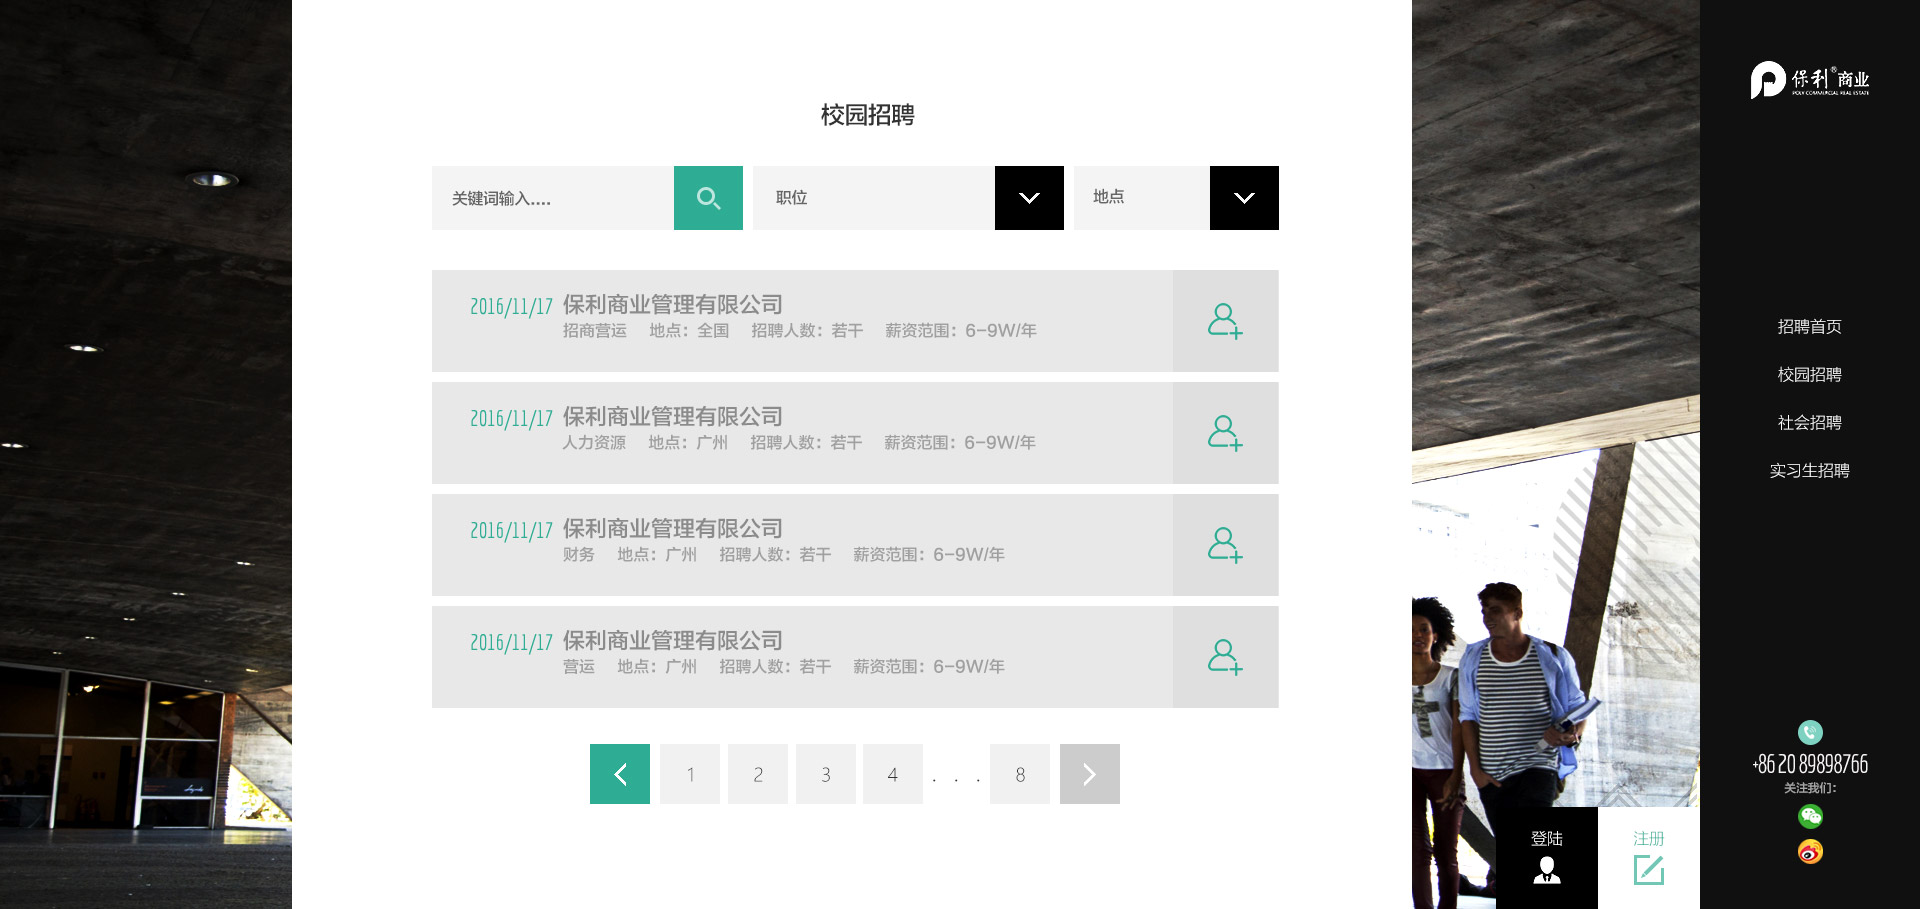 校园招聘
关键词输入....
职位
地点
2016/11/17 保利商业管理有限公司
招商营运 地点：全国 招聘人数：若干 薪资范围：6-9W/年
2016/11/17 保利商业管理有限公司
人力资源 地点：广州 招聘人数：若干 薪资范围：6-9W/年
2016/11/17 保利商业管理有限公司
财务 地点：广州 招聘人数：若干 薪资范围：6-9W/年
2016/11/17 保利商业管理有限公司
营运 地点：广州 招聘人数：若干 薪资范围：6-9W/年
1 2 3 4 . . . 8
保利®商业
POLY COMMERCIAL REAL ESTATE
招聘首页
校园招聘
社会招聘
实习生招聘
+86 20 89898766
关注我们：
登陆
注册